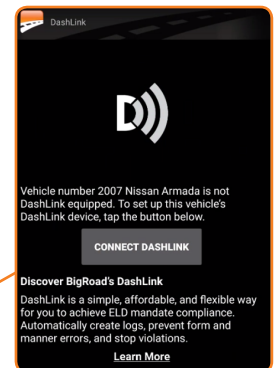 DashLink
D
Vehicle number 2007 Nissan Armada is not
DashLink equipped. To set up this vehicle's
DashLink device, tap the button below.
CONNECT DASHLINK
Discover BigRoad's DashLink
DashLink is a simple, affordable, and flexible way
for you to achieve ELD mandate compliance.
Automatically create logs, prevent form and
manner errors, and stop violations.
Learn More